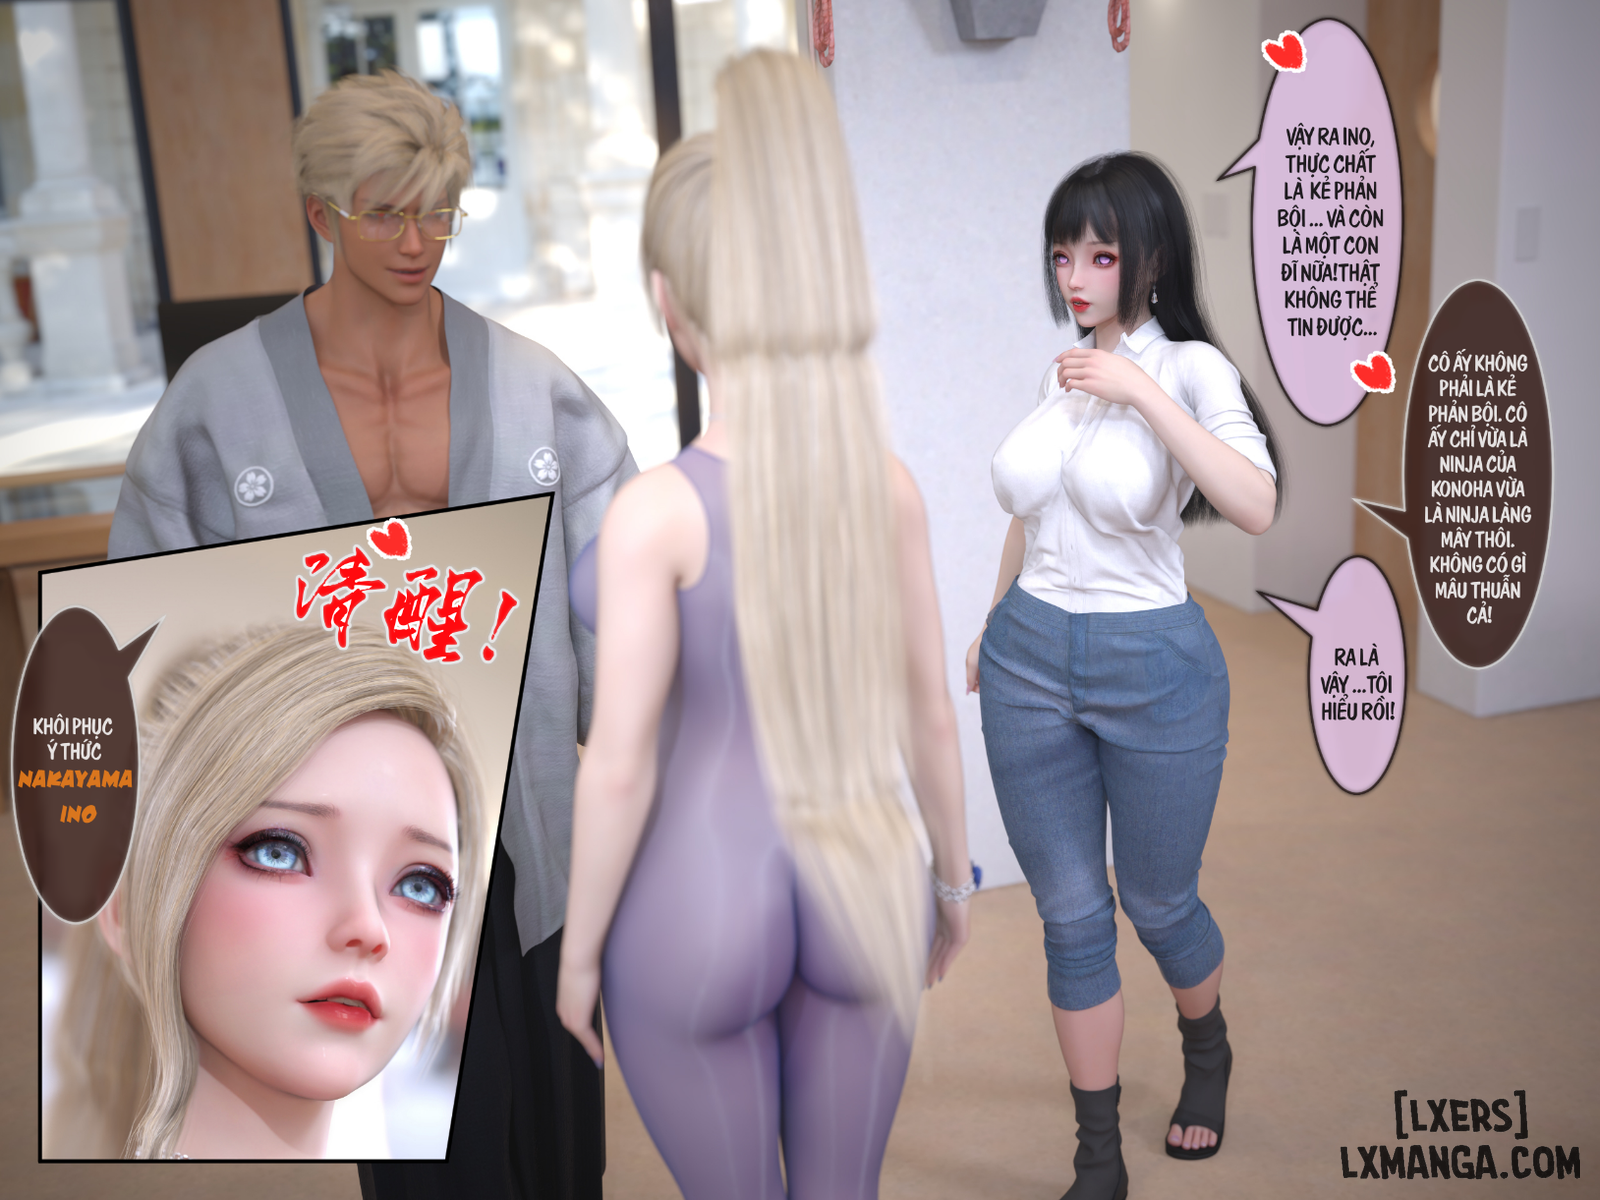 VẬY RA INO,
THỰC CHẤT
LÀ KẺ PHẢN
BỘI ... VÀ CÒN
LÀ MỘT CON
ĐĨ NỮA!THẬT
KHÔNG THỂ
TIN ĐƯỢC...
CÔ ẤY KHÔNG
PHẢI LÀ KẺ
PHẢN BỘI. CÔ
ẤY CHỈ VỪA LÀ
NINJA CỦA
KONOHA VỪA
LÀ NINJA LÀNG
MÂY THÔI.
KHÔNG CÓ GÌ
MÂU THUẪN
CẢ!
RA LÀ
VẬY ...TÔI
HIỂU RỒI!
清醒!
KHÔI PHỤC
Ý THỨC
NAKAYAMA
INO
[LXERS]
LXMANGA.COM